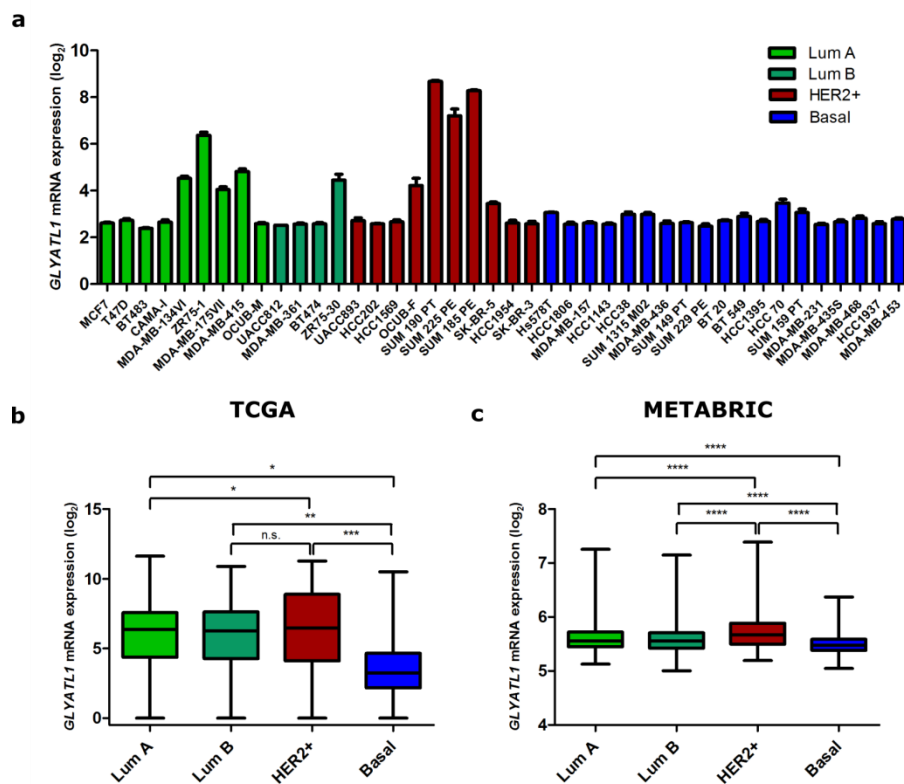 a
GLYATL1 mRNA expression (log2)
10
8
6
4
2
0
Lum A
Lum B
HER2+
Basal
MCF7
T47D
BT483
CAMA-I
MDA-MB-134VI
ZR75-1
MDA-MB-175VII
MDA-MB-415
OCUB-M
UACC812
MDA-MB-361
BT474
ZR75-30
UACC893
HCC202
HCC1569
OCUB-F
SUM 190 PT
SUM 225 PE
SUM 185 PE
SK-BR-5
HCC1954
SK-BR-3
Hs578T
HCC1806
MDA-MB-157
HCC1143
HCC38
SUM 1315 M02
MDA-MB-436
SUM 149 PT
SUM 229 PE
BT 20
BT 549
HCC1395
HCC 70
SUM 159 PT
MDA-MB-231
MDA-MB-435S
MDA-MB-468
HCC1937
MDA-MB-453
b
TCGA
GLYATL1 mRNA expression (log2)
15
10
5
0
*
*
**
n.s.
***
Lum A
Lum B
HER2+
Basal
c
METABRIC
GLYATL1 mRNA expression (log2)
8
7
6
5
4
****
****
****
****
****
Lum A
Lum B
HER2+
Basal